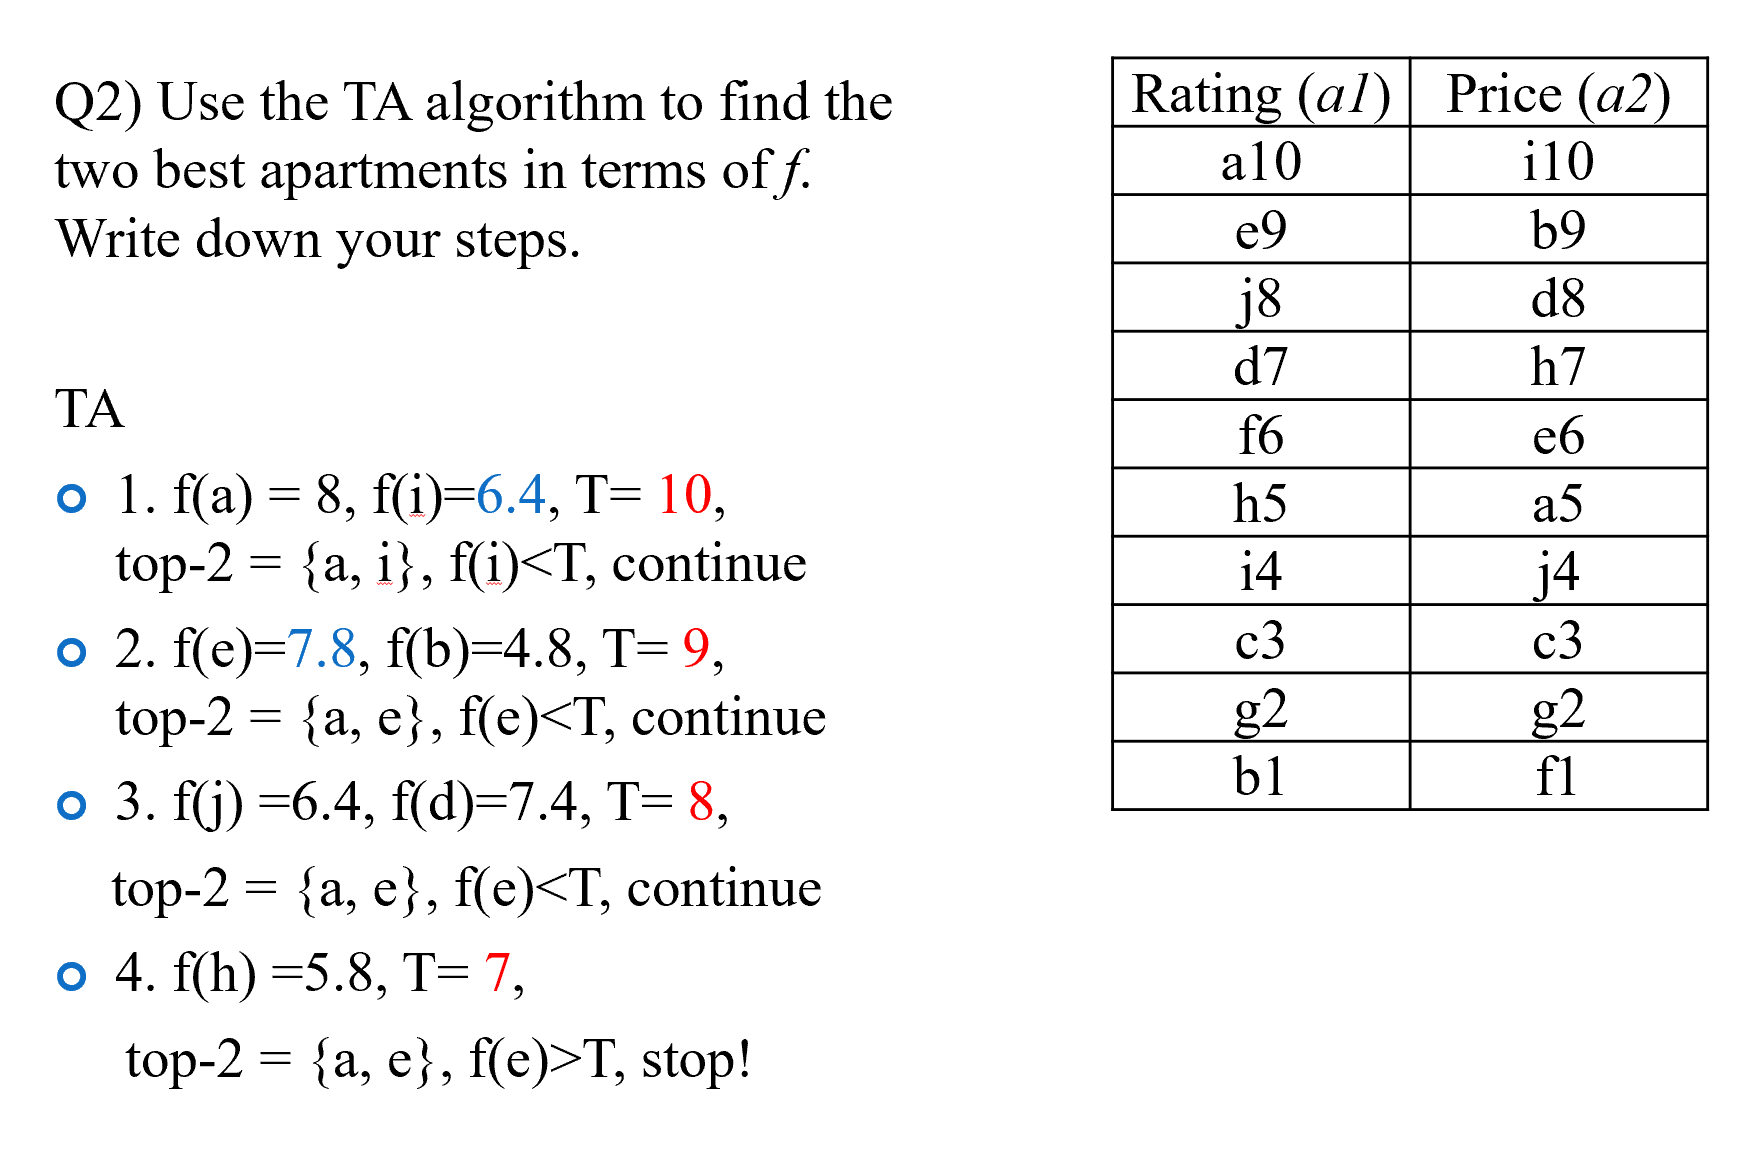 Q2) Use the TA algorithm to find the
two best apartments in terms of f.
Write down your steps.
TA
1. f(a) = 8, f(i)=6.4, T= 10,
top-2 = {a, i}, f(i)<T, continue
2. f(e)=7.8, f(b)=4.8, T= 9,
top-2 = {a, e}, f(e)<T, continue
3. f(j) =6.4, f(d)=7.4, T= 8,
top-2 = {a, e}, f(e)<T, continue
4. f(h) =5.8, T= 7,
top-2 = {a, e}, f(e)>T, stop!
Rating (a1) Price (a2)
a10 i10
e9 b9
j8 d8
d7 h7
f6 e6
h5 a5
i4 j4
c3 c3
g2 g2
b1 f1